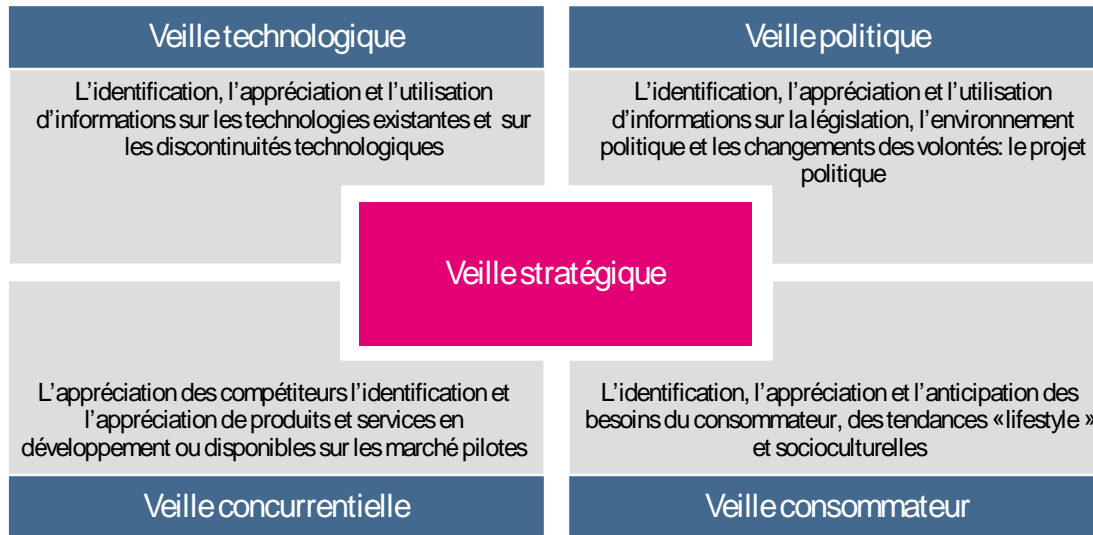 Veille technologique
L'identification, l'appréciation et l'utilisation
d'informations sur les technologies existantes et sur
les discontinuités technologiques
Veille politique
L'identification, l'appréciation et l'utilisation
d'informations sur la législation, l'environnement
politique et les changements des volontés: le projet
politique
Veille stratégique
L'appréciation des compétiteurs l'identification et
l'appréciation de produits et services en
développement ou disponibles sur les marché pilotes
Veille concurrentielle
L'identification, l'appréciation et l'anticipation des
besoins du consommateur, des tendances «lifestyle »
et socioculturelles
Veille consommateur